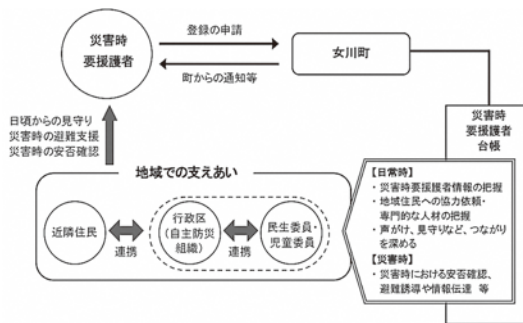 災害時
要援護者
登録の申請
町からの通知等
女川町
日頃からの見守り
災害時の避難支援
災害時の安否確認
災害時
要援護者
台帳
地域での支えあい
近隣住民
連携
行政区
(自主防災
組織)
連携
民生委員・
児童委員
【日常時】
・災害時要援護者情報の把握
・地域住民への協力依頼・
専門的な人材の把握
・声がけ、見守りなど、つながり
を深める
【災害時】
・災害時における安否確認、
避難誘導や情報伝達 等